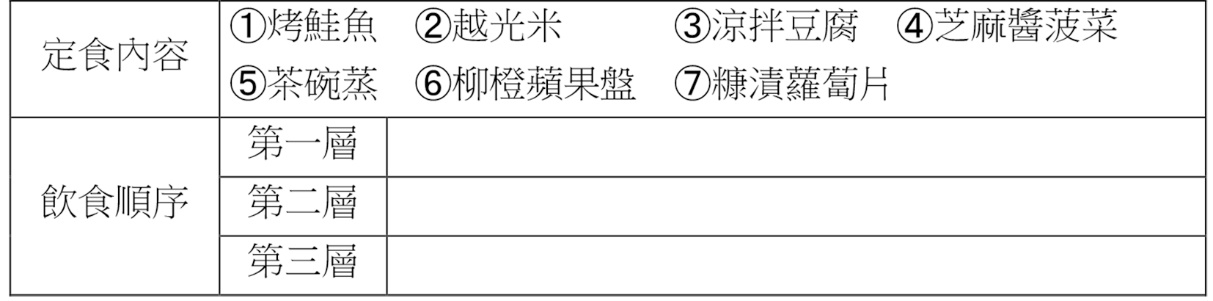 定食內容
①烤鮭魚 ②越光米 ③涼拌豆腐 ④芝麻醬菠菜
⑤茶碗蒸 ⑥柳橙蘋果盤 ⑦糠漬蘿蔔片
飲食順序
第一層
第二層
第三層